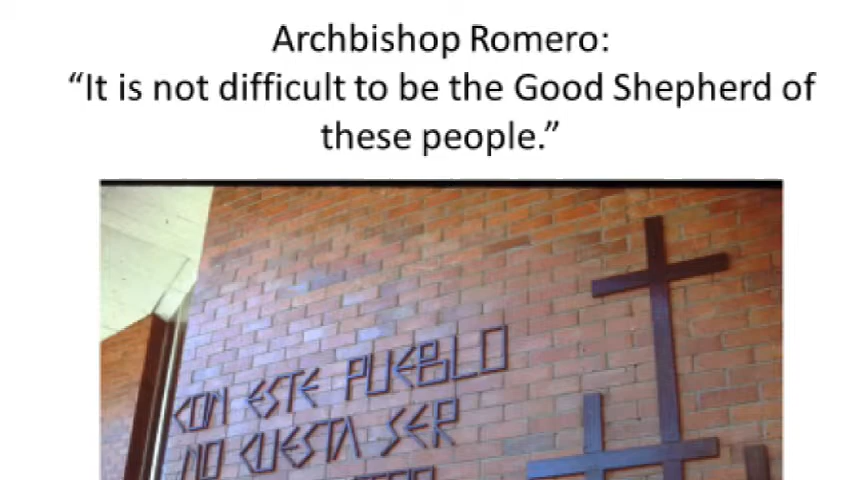 Archbishop Romero:
“It is not difficult to be the Good Shepherd of
these people.”
CON ESTE PUEBLO
NO CUESTA SER